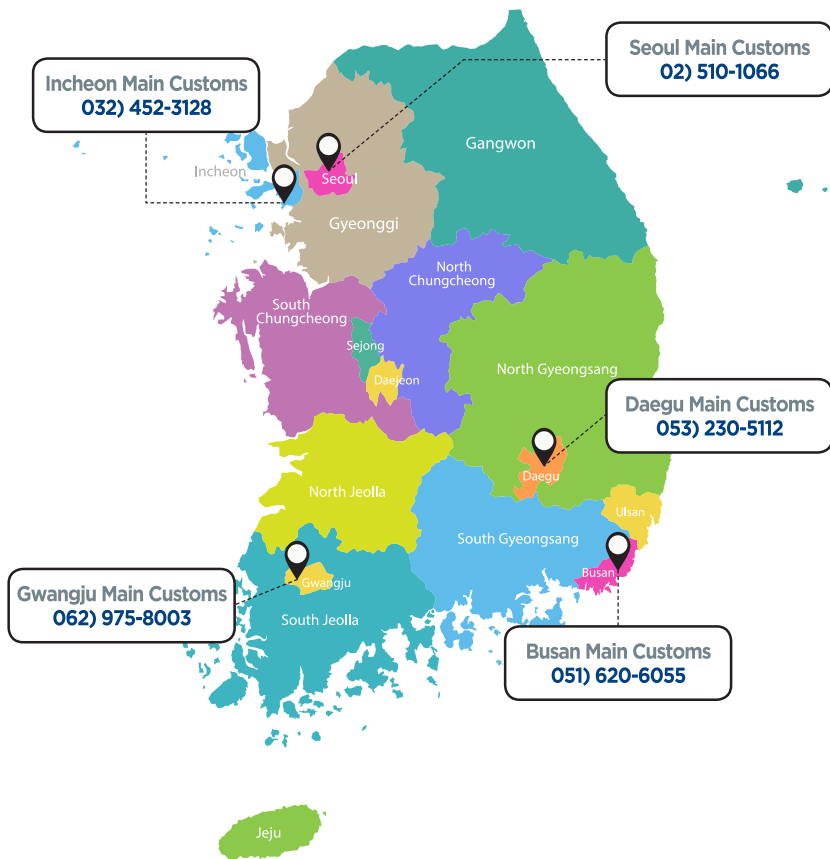 Seoul Main Customs
02) 510-1066
Incheon Main Customs
032) 452-3128
Gangwon
Incheon
Seoul
Gyeonggi
North
Chungcheong
South
Chungcheong
Sejong
Daejeon
North Gyeongsang
Daegu Main Customs
053) 230-5112
Daegu
North Jeolla
Ulsan
South Gyeongsang
Busan
Gwangju
Gwangju Main Customs
062) 975-8003
South Jeolla
Busan Main Customs
051) 620-6055
Jeju